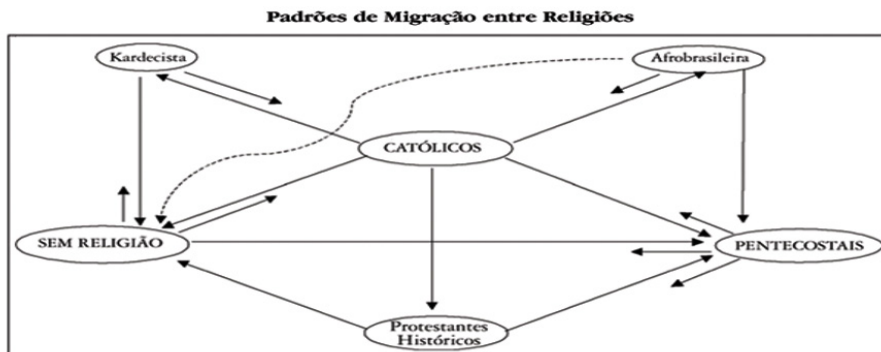 Padrões de Migração entre Religiões
Kardecista
Afrobrasileira
CATÓLICOS
SEM RELIGIÃO
PENTECOSTAIS
Protestantes
Históricos